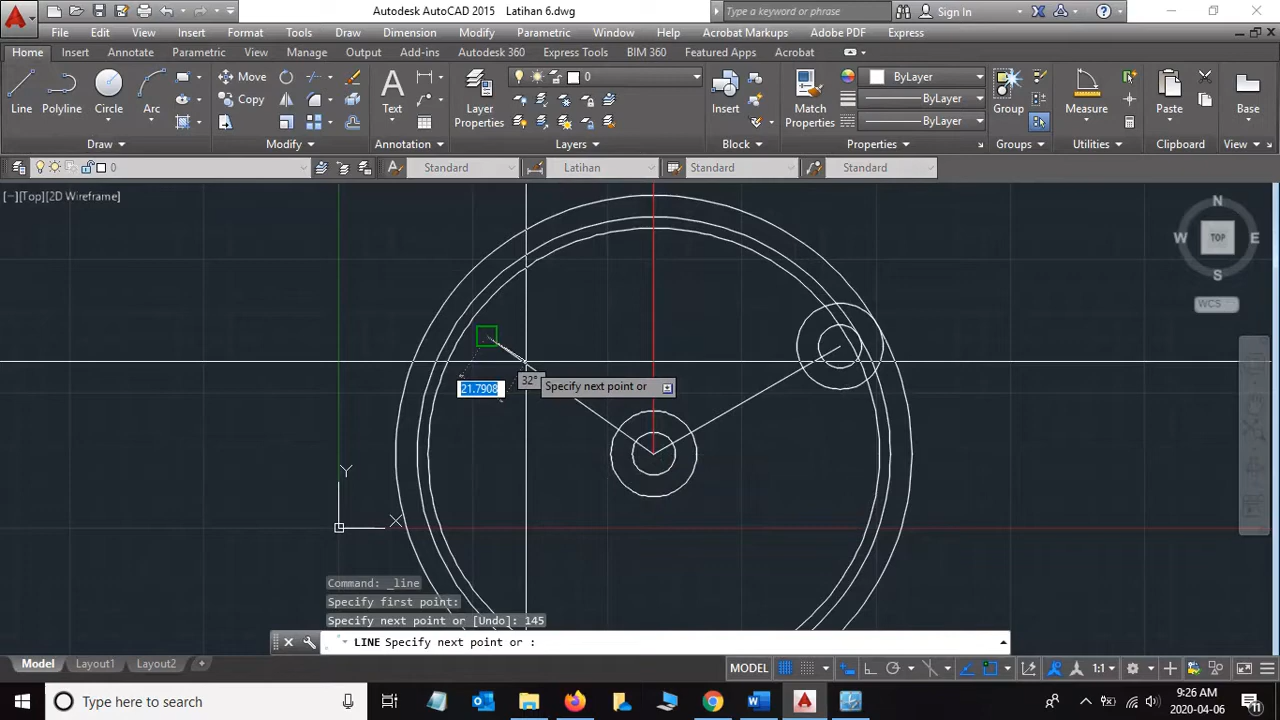 Autodesk AutoCAD 2015 Latihan 6.dwg
Type a keyword or phrase
Sign In
File Edit View Insert Format Tools Draw Dimension Modify Parametric Window Help Acrobat Markups Adobe PDF Express
Home Insert Annotate Parametric View Manage Output Add-ins Autodesk 360 Express Tools BIM 360 Featured Apps Acrobat
Line Polyline Circle Arc
Move
Copy
Text
Layer Properties
0
Insert
Match Properties
ByLayer
ByLayer
ByLayer
Group
Measure
Paste
Base
Draw Modify Annotation Layers Block Properties Groups Utilities Clipboard View
0 Standard Latihan Standard Standard
[−][Top][2D Wireframe]
N
W TOP E
S
WCS
21.7908
32°
Specify next point or
Y
X
Command: _line
Specify first point:
Specify next point or [Undo]: 145
LINE Specify next point or :
Model Layout1 Layout2 +
MODEL
1:1
Type here to search
9:26 AM
2020-04-06
11